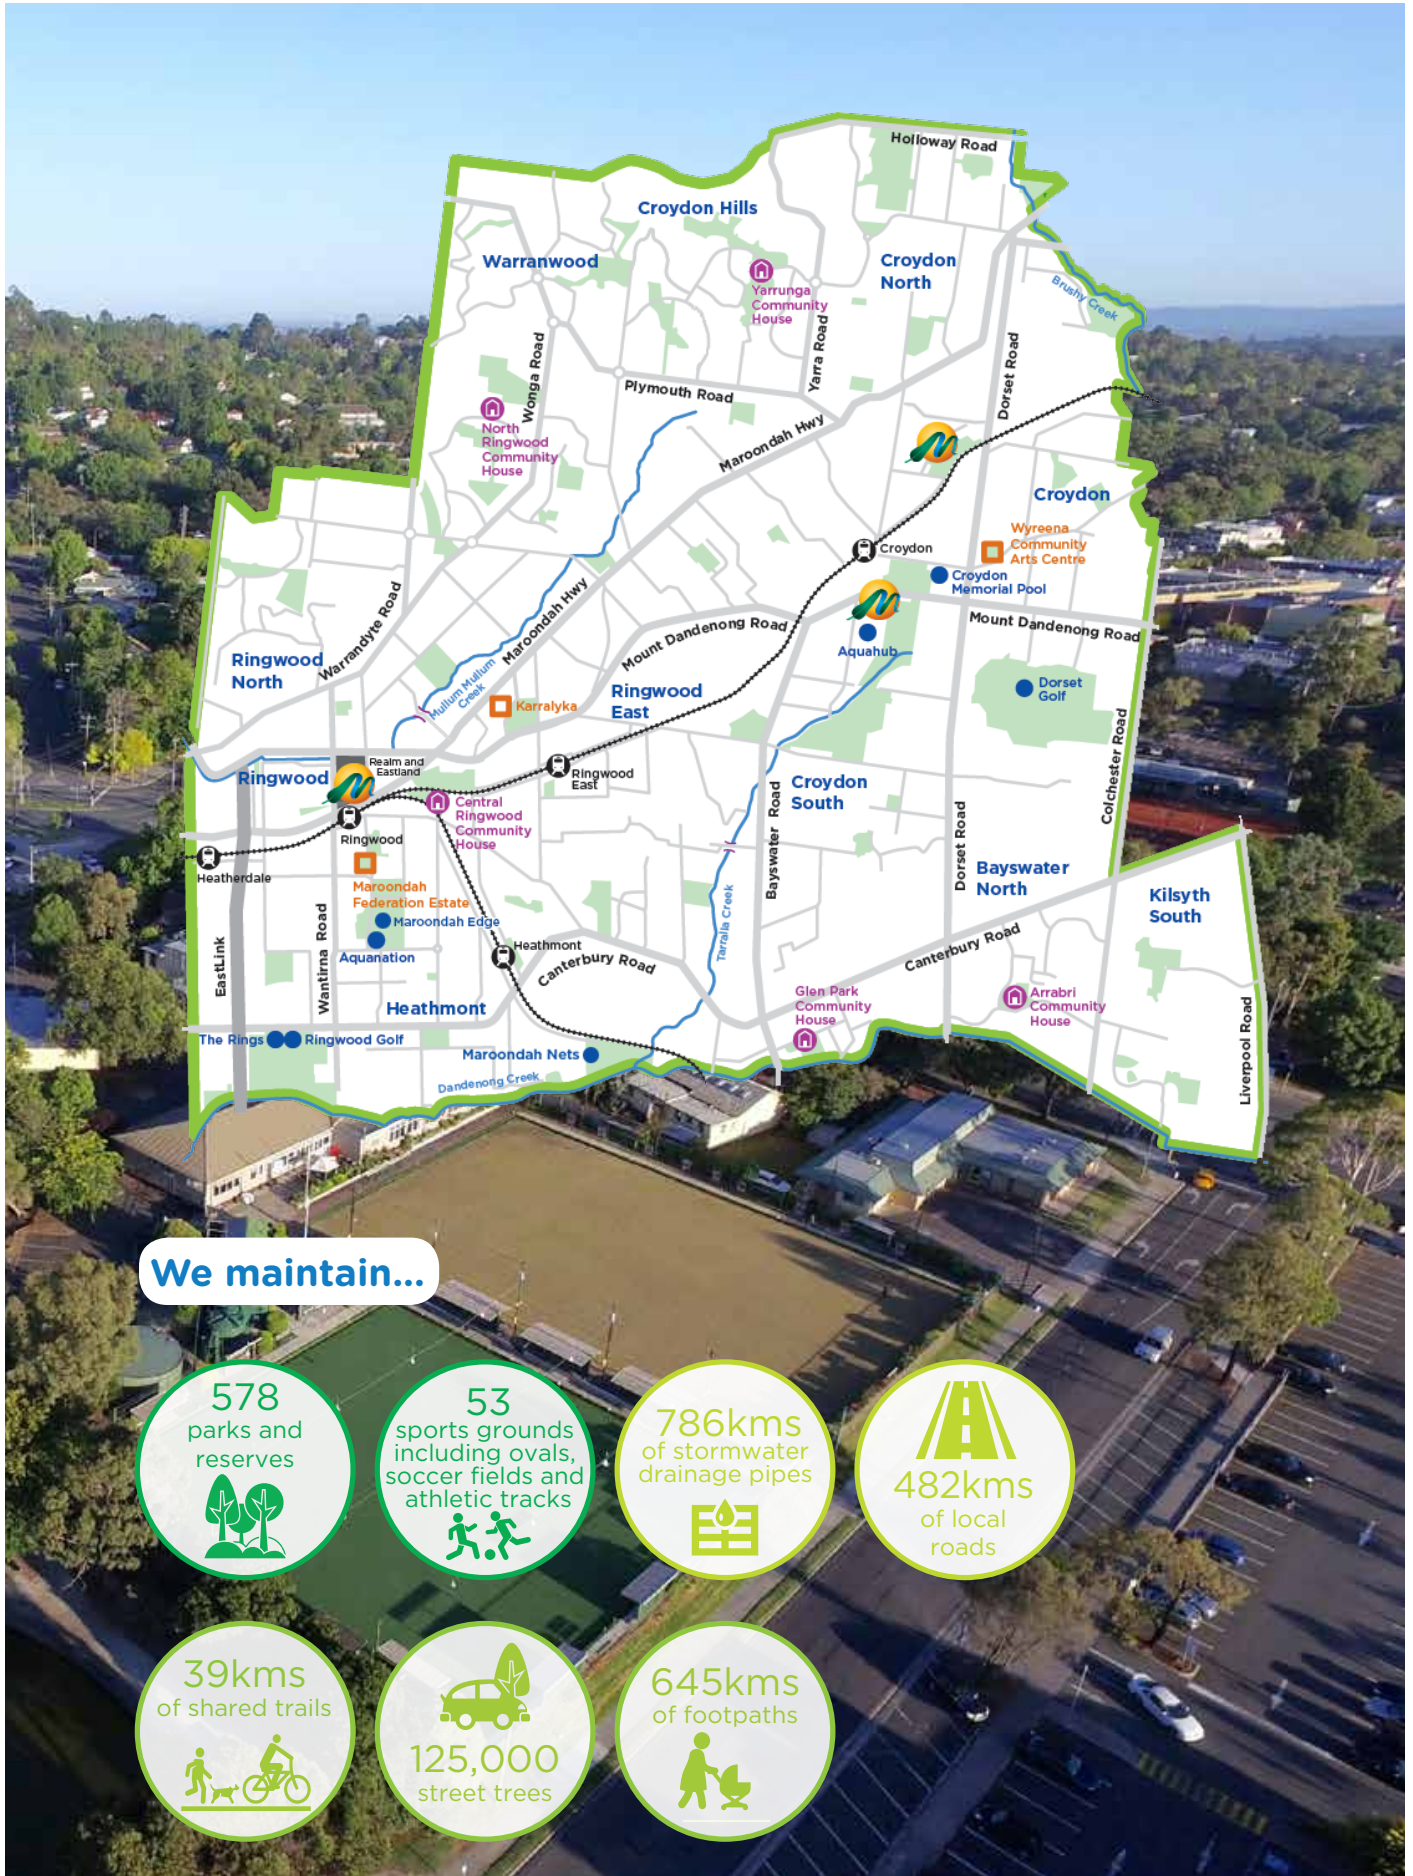 Holloway Road
Croydon Hills
Warranwood
Croydon
North
Yarrunga
Community
House
Brushy Creek
Wonga Road
Yarra Road
Dorset Road
Plymouth Road
Maroondah Hwy
North
Ringwood
Community
House
Croydon
Wyreena
Community
Arts Centre
Croydon
Croydon
Memorial Pool
Maroondah Hwy
Warrandyte Road
Mount Dandenong Road
Mount Dandenong Road
Aquahub
Ringwood
North
Mullum Mullum
Creek
Ringwood
East
Karralyka
Dorset
Golf
Colchester Road
Realm and
Eastland
Ringwood
Ringwood
East
Croydon
South
Bayswater Road
Dorset Road
Central
Ringwood
Community
House
Ringwood
Heatherdale
Maroondah
Federation Estate
Maroondah Edge
Aquanation
Bayswater
North
Kilsyth
South
Tarralla Creek
EastLink
Wantirna Road
Heathmont
Canterbury Road
Canterbury Road
Glen Park
Community
House
Arrabri
Community
House
Heathmont
Liverpool Road
The Rings
Ringwood Golf
Maroondah Nets
Dandenong Creek
We maintain...
578
parks and
reserves
53
sports grounds
including ovals,
soccer fields and
athletic tracks
786kms
of stormwater
drainage pipes
482kms
of local
roads
39kms
of shared trails
125,000
street trees
645kms
of footpaths